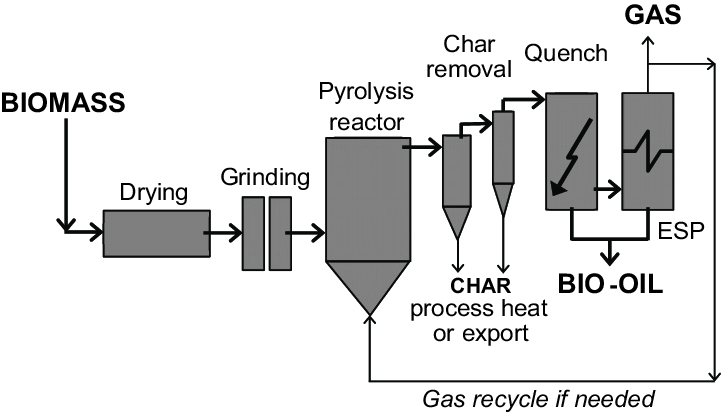 GAS
Char
removal
Quench
BIOMASS
Pyrolysis
reactor
Drying
Grinding
ESP
CHAR
process heat
or export
BIO-OIL
Gas recycle if needed